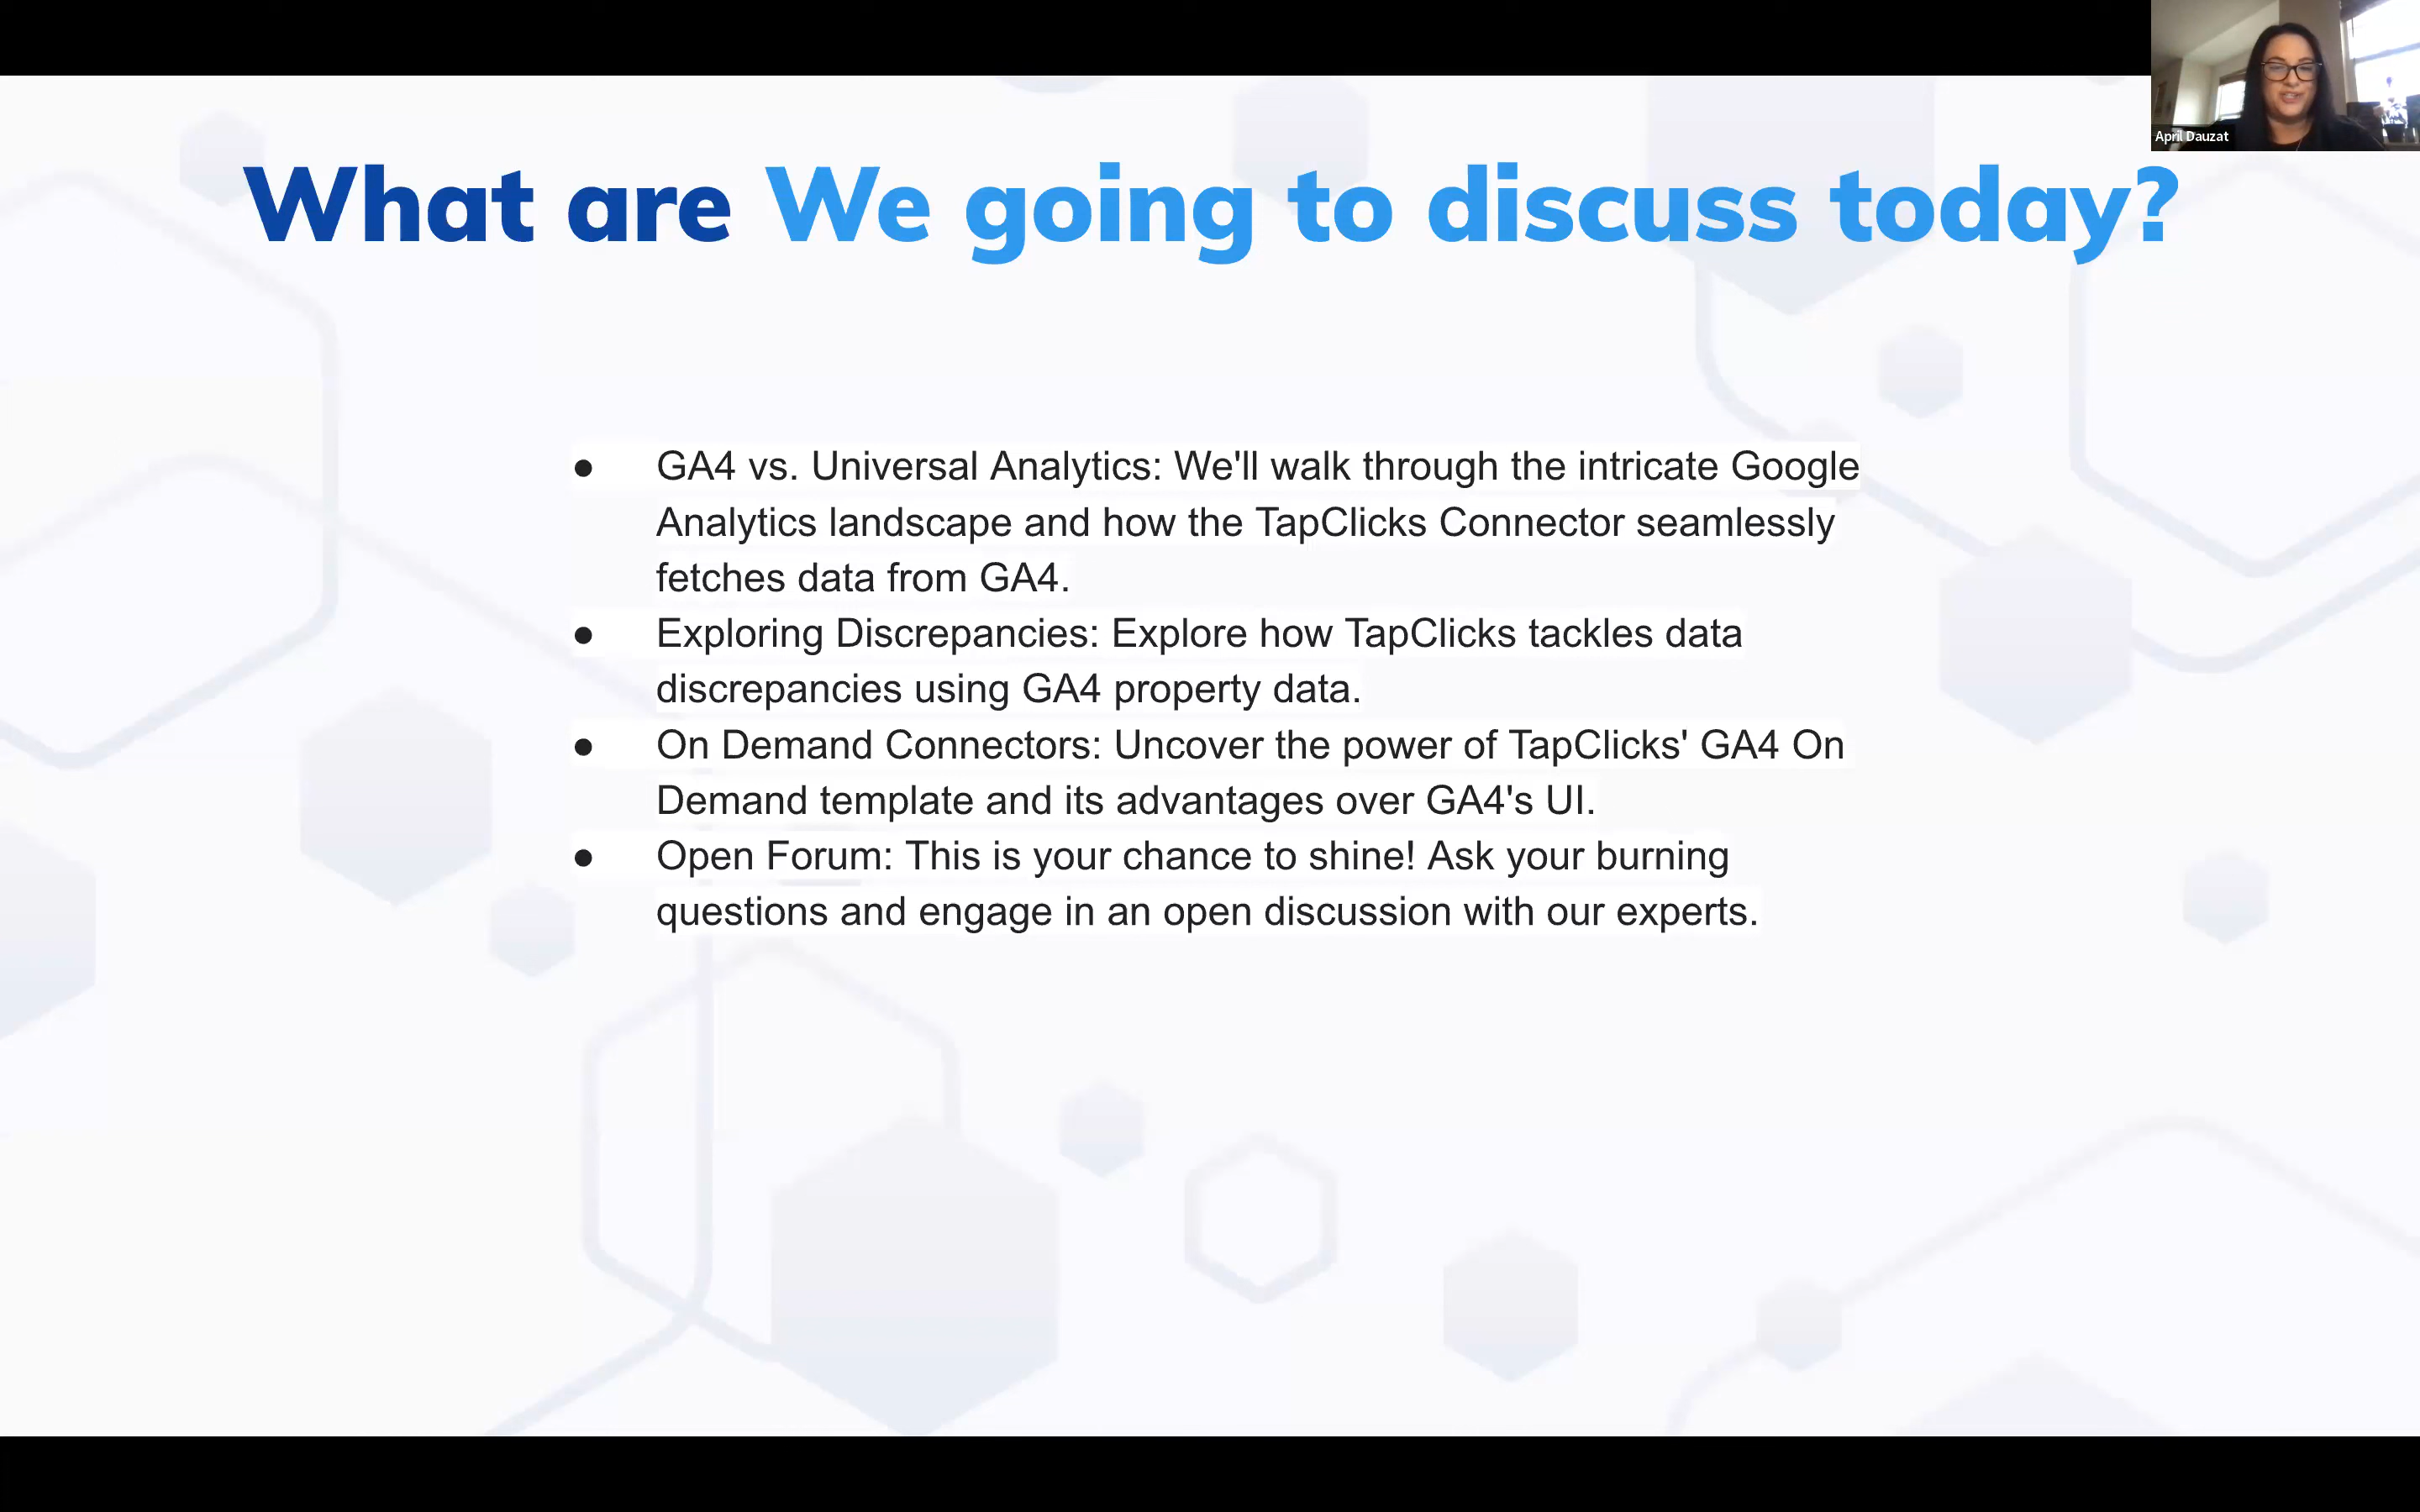 April Dauzat
What are We going to discuss today?
● GA4 vs. Universal Analytics: We'll walk through the intricate Google
Analytics landscape and how the TapClicks Connector seamlessly
fetches data from GA4.
● Exploring Discrepancies: Explore how TapClicks tackles data
discrepancies using GA4 property data.
● On Demand Connectors: Uncover the power of TapClicks' GA4 On
Demand template and its advantages over GA4's UI.
● Open Forum: This is your chance to shine! Ask your burning
questions and engage in an open discussion with our experts.